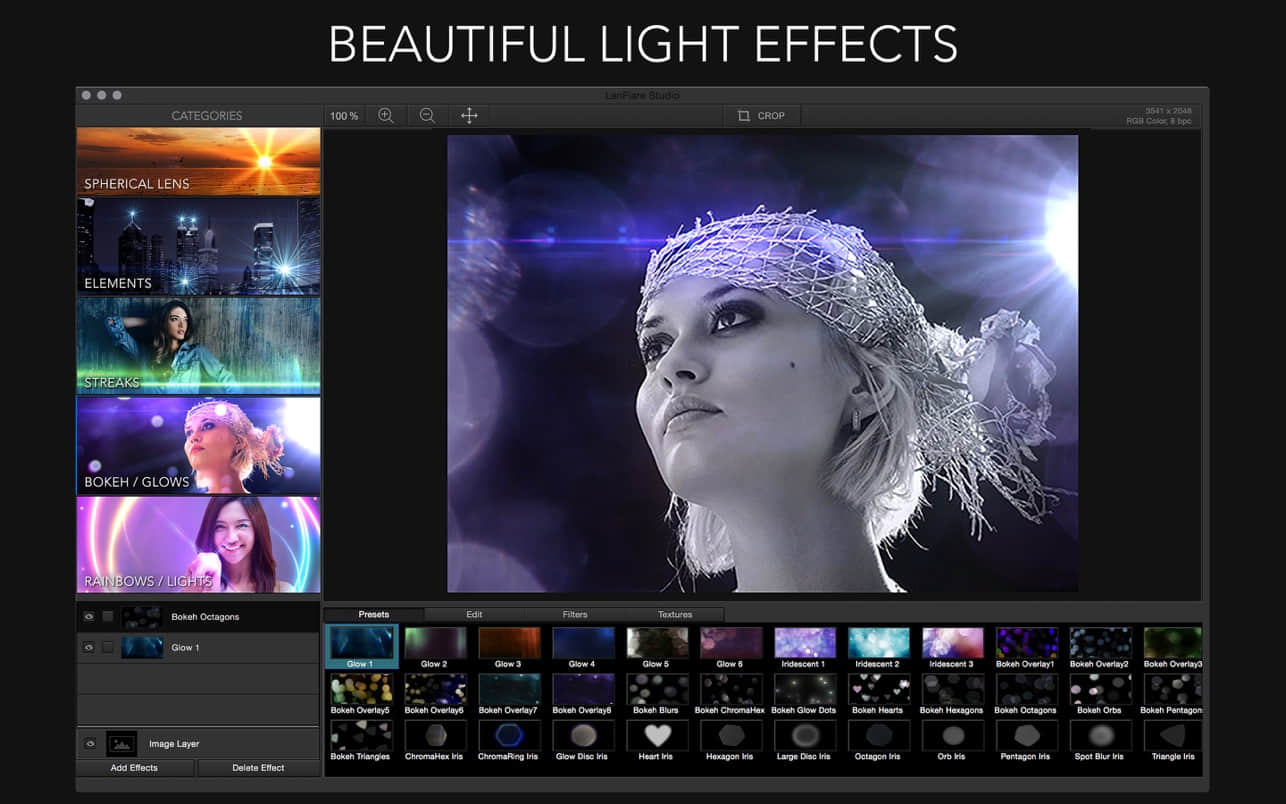 BEAUTIFUL LIGHT EFFECTS
LenFlare Studio
CATEGORIES
100 %
CROP
3541 x 2048
RGB Color, 8 bpc
SPHERICAL LENS
ELEMENTS
STREAKS
BOKEH / GLOWS
RAINBOWS / LIGHTS
Bokeh Octagons
Glow 1
Image Layer
Add Effects Delete Effect
Presets Edit Filters Textures
Glow 1 Glow 2 Glow 3 Glow 4 Glow 5 Glow 6 Iridescent 1 Iridescent 2 Iridescent 3 Bokeh Overlay1 Bokeh Overlay2 Bokeh Overlay3
Bokeh Overlay5 Bokeh Overlay6 Bokeh Overlay7 Bokeh Overlay8 Bokeh Blurs Bokeh ChromaHex Bokeh Glow Dots Bokeh Hearts Bokeh Hexagons Bokeh Octagons Bokeh Orbs Bokeh Pentagon
Bokeh Triangles ChromaHex Iris ChromaRing Iris Glow Disc Iris Heart Iris Hexagon Iris Large Disc Iris Octagon Iris Orb Iris Pentagon Iris Spot Blur Iris Triangle Iris